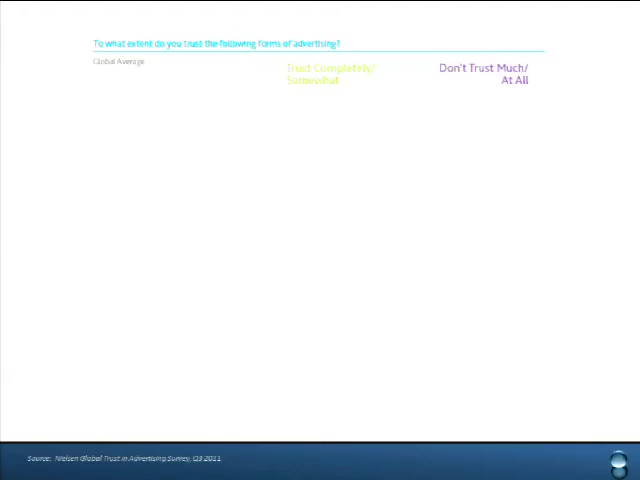 To what extent do you trust the following forms of advertising?
Global Average
Trust Completely/
Somewhat
Don't Trust Much/
At All
Source: Nielsen Global Trust in Advertising Survey, Q3 2011